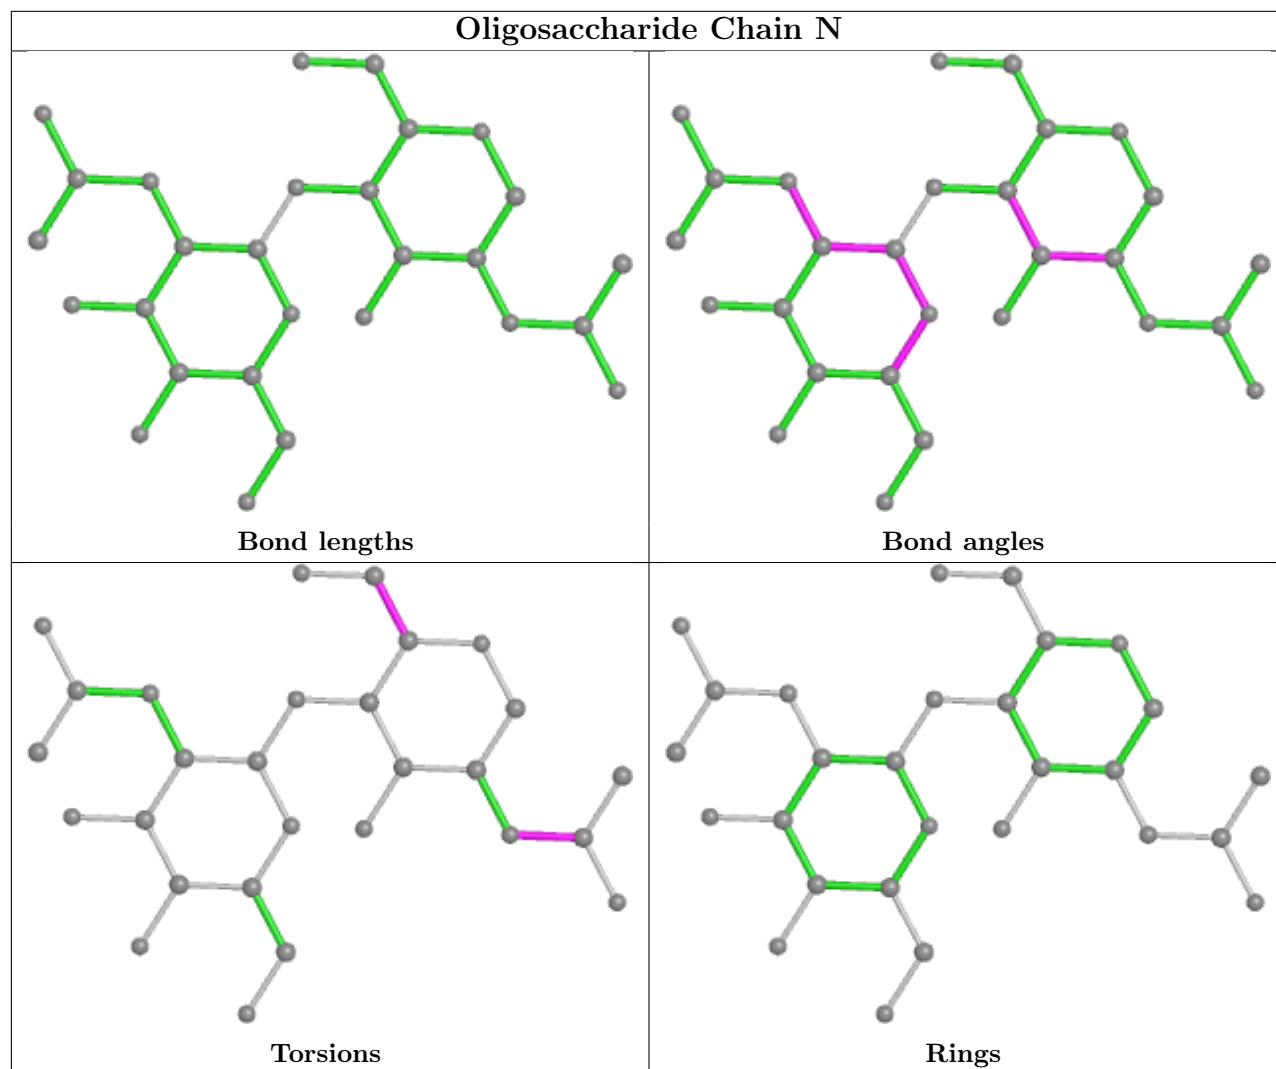 Oligosaccharide Chain N
Bond lengths
Bond angles
Torsions
Rings